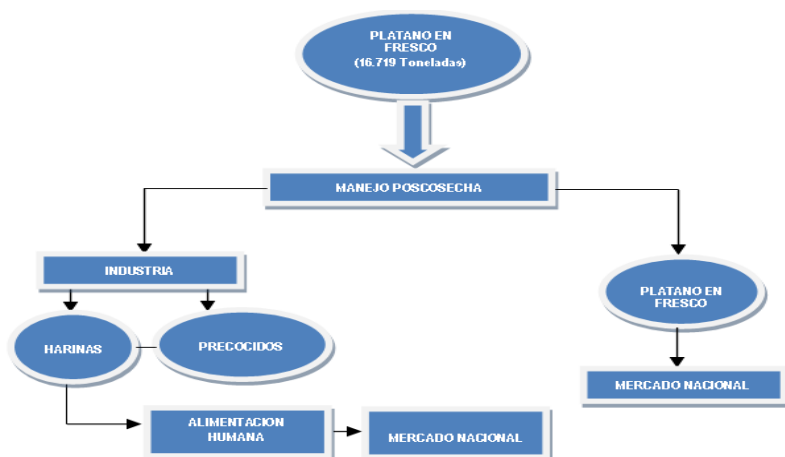 PLATANO EN
FRESCO
(16.719 Toneladas)
MANEJO POSCOSECHA
INDUSTRIA
PLATANO EN
FRESCO
HARINAS
PRECOCIDOS
MERCADO NACIONAL
ALIMENTACION
HUMANA
MERCADO NACIONAL